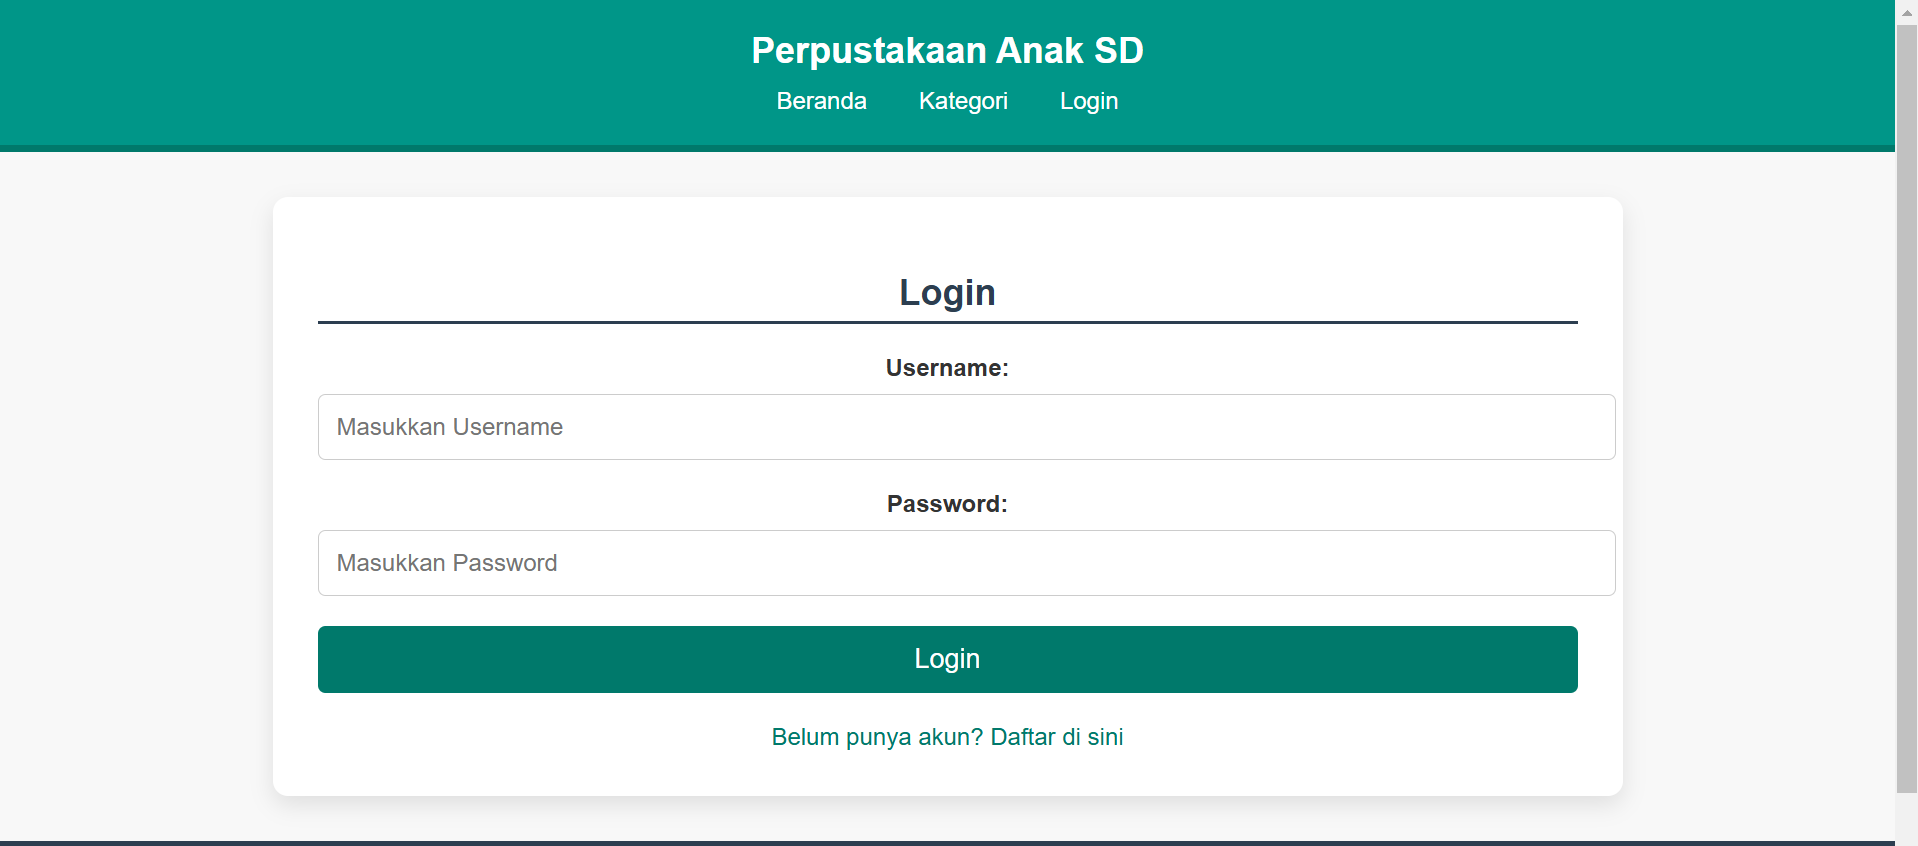 Perpustakaan Anak SD
Beranda Kategori Login
Login
Username:
Masukkan Username
Password:
Masukkan Password
Login
Belum punya akun? Daftar di sini